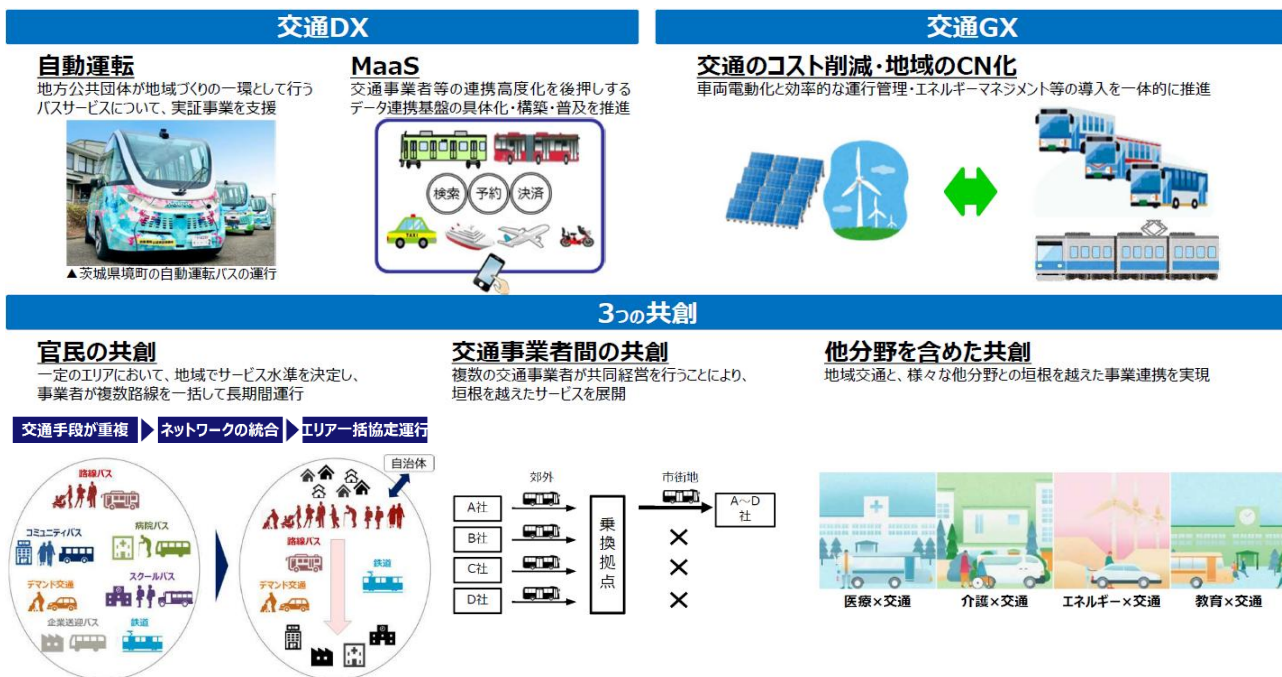 交通DX
自動運転
地方公共団体が地域づくりの一環として行う
バスサービスについて、実証事業を支援
▲茨城県境町の自動運転バスの運行
MaaS
交通事業者等の連携高度化を後押しする
データ連携基盤の具体化・構築・普及を推進
検索 予約 決済
TAXI
交通GX
交通のコスト削減・地域のCN化
車両電動化と効率的な運行管理・エネルギーマネジメント等の導入を一体的に推進
3つの共創
官民の共創
一定のエリアにおいて、地域でサービス水準を決定し、
事業者が複数路線を一括して長期間運行
交通手段が重複 ネットワークの統合 エリア一括協定運行
路線バス
コミュニティバス
病院バス
デマンド交通
スクールバス
企業送迎バス
鉄道
自治体
路線バス
鉄道
デマンド交通
交通事業者間の共創
複数の交通事業者が共同経営を行うことにより、
垣根を越えたサービスを展開
郊外
市街地
A社
B社
C社
D社
乗換拠点
A～D
社
他分野を含めた共創
地域交通と、様々な他分野との垣根を越えた事業連携を実現
医療×交通
介護×交通
エネルギー×交通
教育×交通